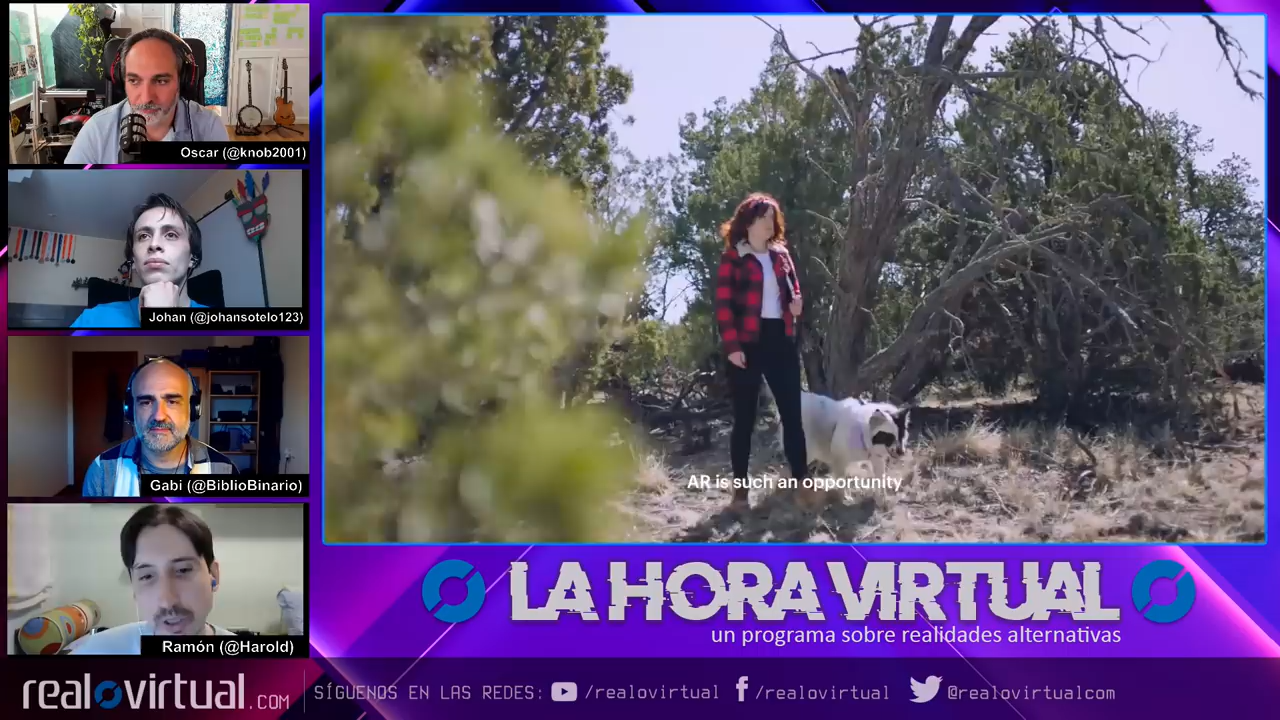 Oscar (@knob2001)
Johan (@johansotelo123)
Gabi (@BiblioBinario)
Ramón (@Harold)
AR is such an opportunity
LA HORA VIRTUAL
un programa sobre realidades alternativas
realovirtual.COM
SÍGUENOS EN LAS REDES: /realovirtual /realovirtual @realovirtualcom